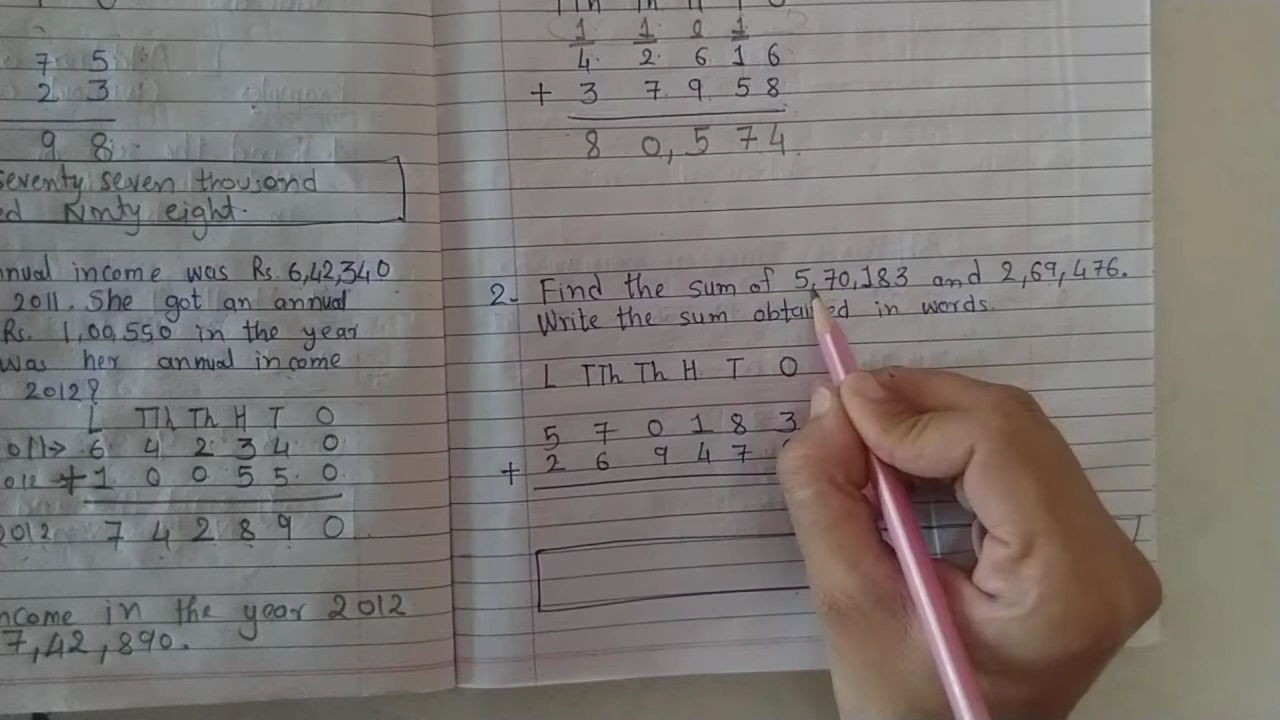 7 5
2 3
9 8
Seventy seven thousand
eight.
annual income was Rs. 6,42,340
2011. She got an annual
Rs. 1,00,550 in the year
was her annual income
2012?
L TTh Th H T O
2011→ 6 4 2 3 4 0
2012 + 1 0 0 5 5 0
2012 7 4 2 8 9 0
income in the year 2012
7,42,890.
1 1 0 1
4 2 6 1 6
+ 3 7 9 5 8
8 0, 5 7 4
2. Find the sum of 5,70,183 and 2,69,476.
Write the sum obtained in words.
L TTh Th H T O
5 7 0 1 8 3
+ 2 6 9 4 7